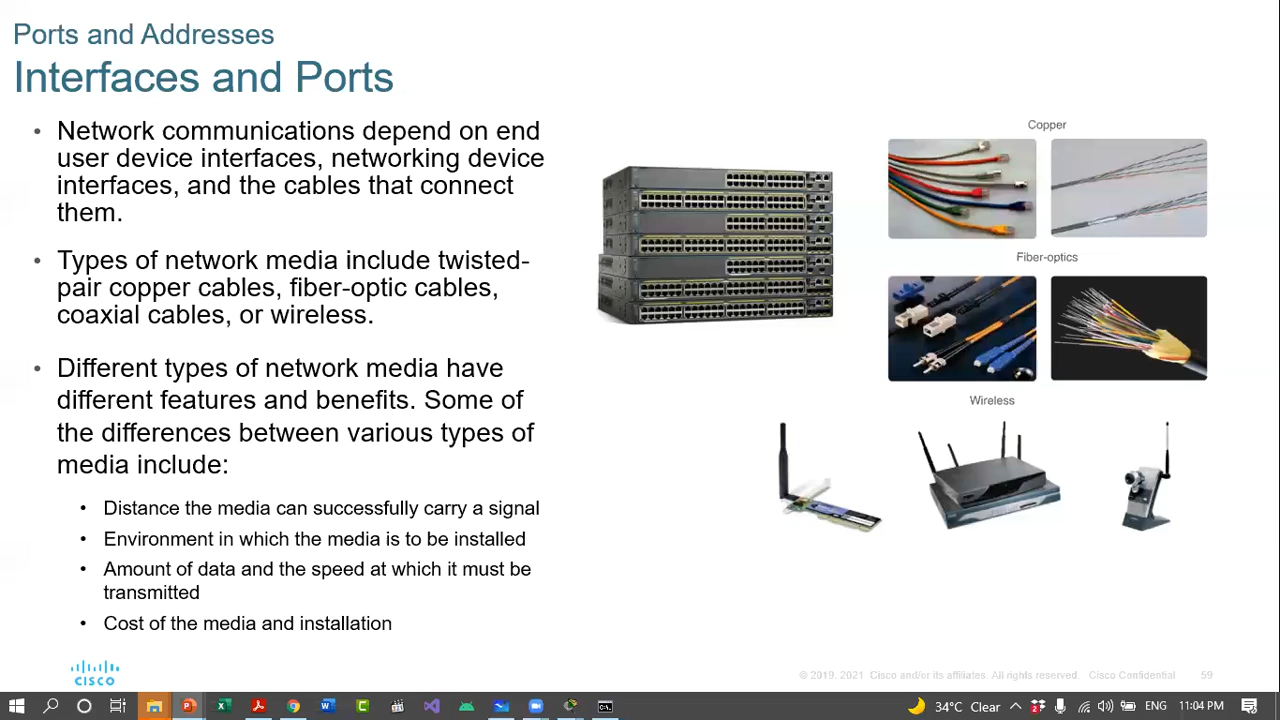 Ports and Addresses
Interfaces and Ports
• Network communications depend on end
user device interfaces, networking device
interfaces, and the cables that connect
them.
• Types of network media include twisted-
pair copper cables, fiber-optic cables,
coaxial cables, or wireless.
• Different types of network media have
different features and benefits. Some of
the differences between various types of
media include:
• Distance the media can successfully carry a signal
• Environment in which the media is to be installed
• Amount of data and the speed at which it must be
transmitted
• Cost of the media and installation
Copper
Fiber-optics
Wireless
CISCO
© 2019, 2021 Cisco and/or its affiliates. All rights reserved. Cisco Confidential 59
34°C Clear ENG 11:04 PM